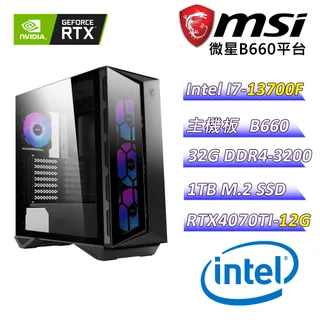 NVIDIA
GEFORCE
RTX
msi
微星B660平台
Intel I7-13700F
主機板 B660
32G DDR4-3200
1TB M.2 SSD
RTX4070TI-12G
intel